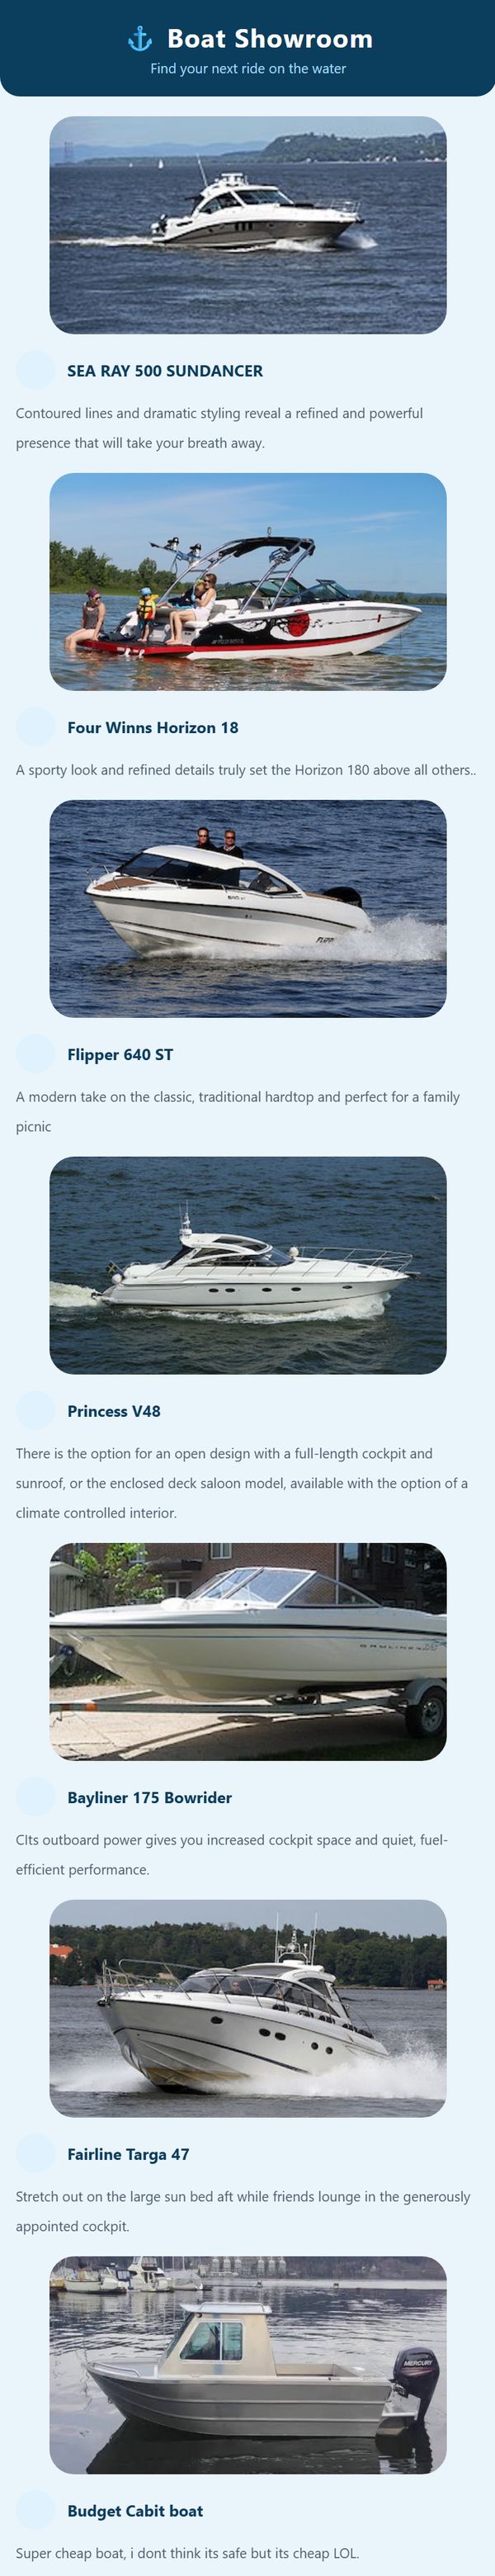 Boat Showroom
Find your next ride on the water
SEA RAY 500 SUNDANCER
Contoured lines and dramatic styling reveal a refined and powerful
presence that will take your breath away.
Four Winns Horizon 18
A sporty look and refined details truly set the Horizon 180 above all others..
Flipper 640 ST
A modern take on the classic, traditional hardtop and perfect for a family
picnic
Princess V48
There is the option for an open design with a full-length cockpit and
sunroof, or the enclosed deck saloon model, available with the option of a
climate controlled interior.
BAYLINER
Bayliner 175 Bowrider
CIts outboard power gives you increased cockpit space and quiet, fuel-
efficient performance.
Fairline Targa 47
Stretch out on the large sun bed aft while friends lounge in the generously
appointed cockpit.
MERCURY
Budget Cabit boat
Super cheap boat, i dont think its safe but its cheap LOL.